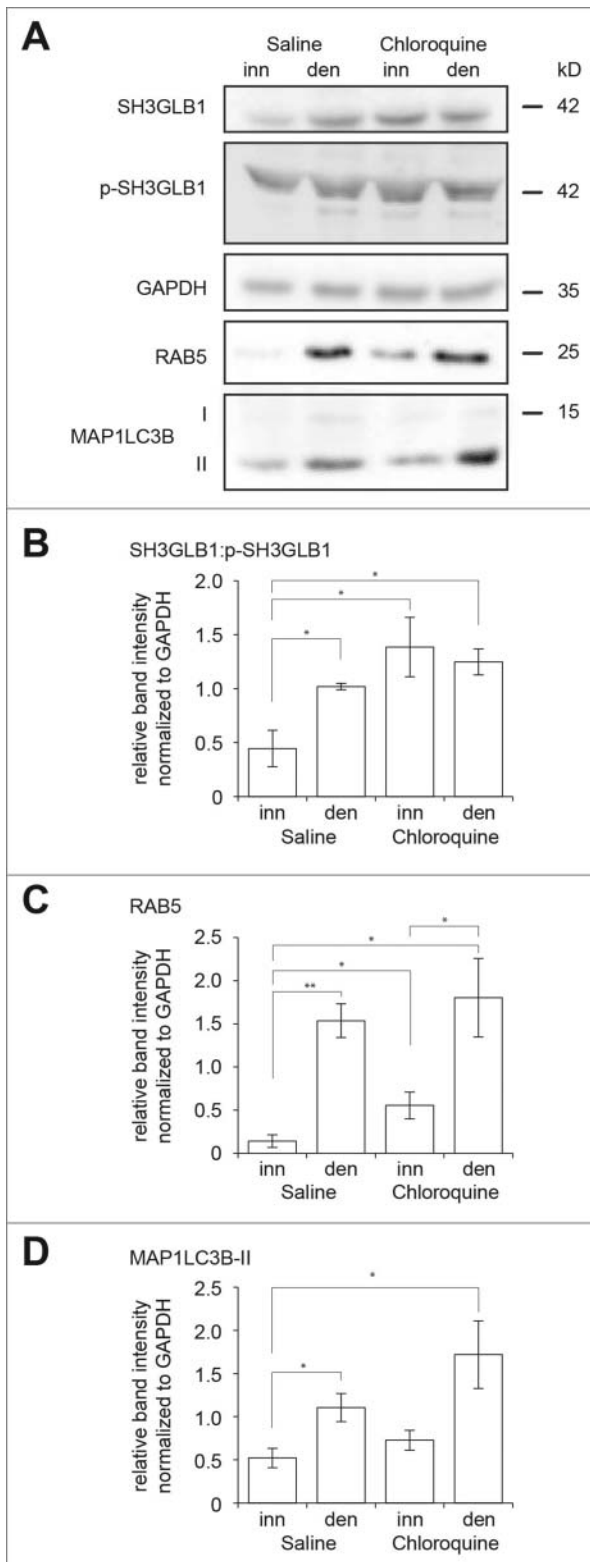 A
Saline Chloroquine
inn den inn den kD
SH3GLB1 42
p-SH3GLB1 42
GAPDH 35
RAB5 25
I 15
MAP1LC3B
II
B
SH3GLB1:p-SH3GLB1
relative band intensity
normalized to GAPDH
2.0
1.5
1.0
0.5
0
*
*
*
inn den inn den
Saline Chloroquine
C
RAB5
relative band intensity
normalized to GAPDH
2.5
2.0
1.5
1.0
0.5
0
*
*
*
**
inn den inn den
Saline Chloroquine
D
MAP1LC3B-II
relative band intensity
normalized to GAPDH
2.5
2.0
1.5
1.0
0.5
0
*
*
inn den inn den
Saline Chloroquine